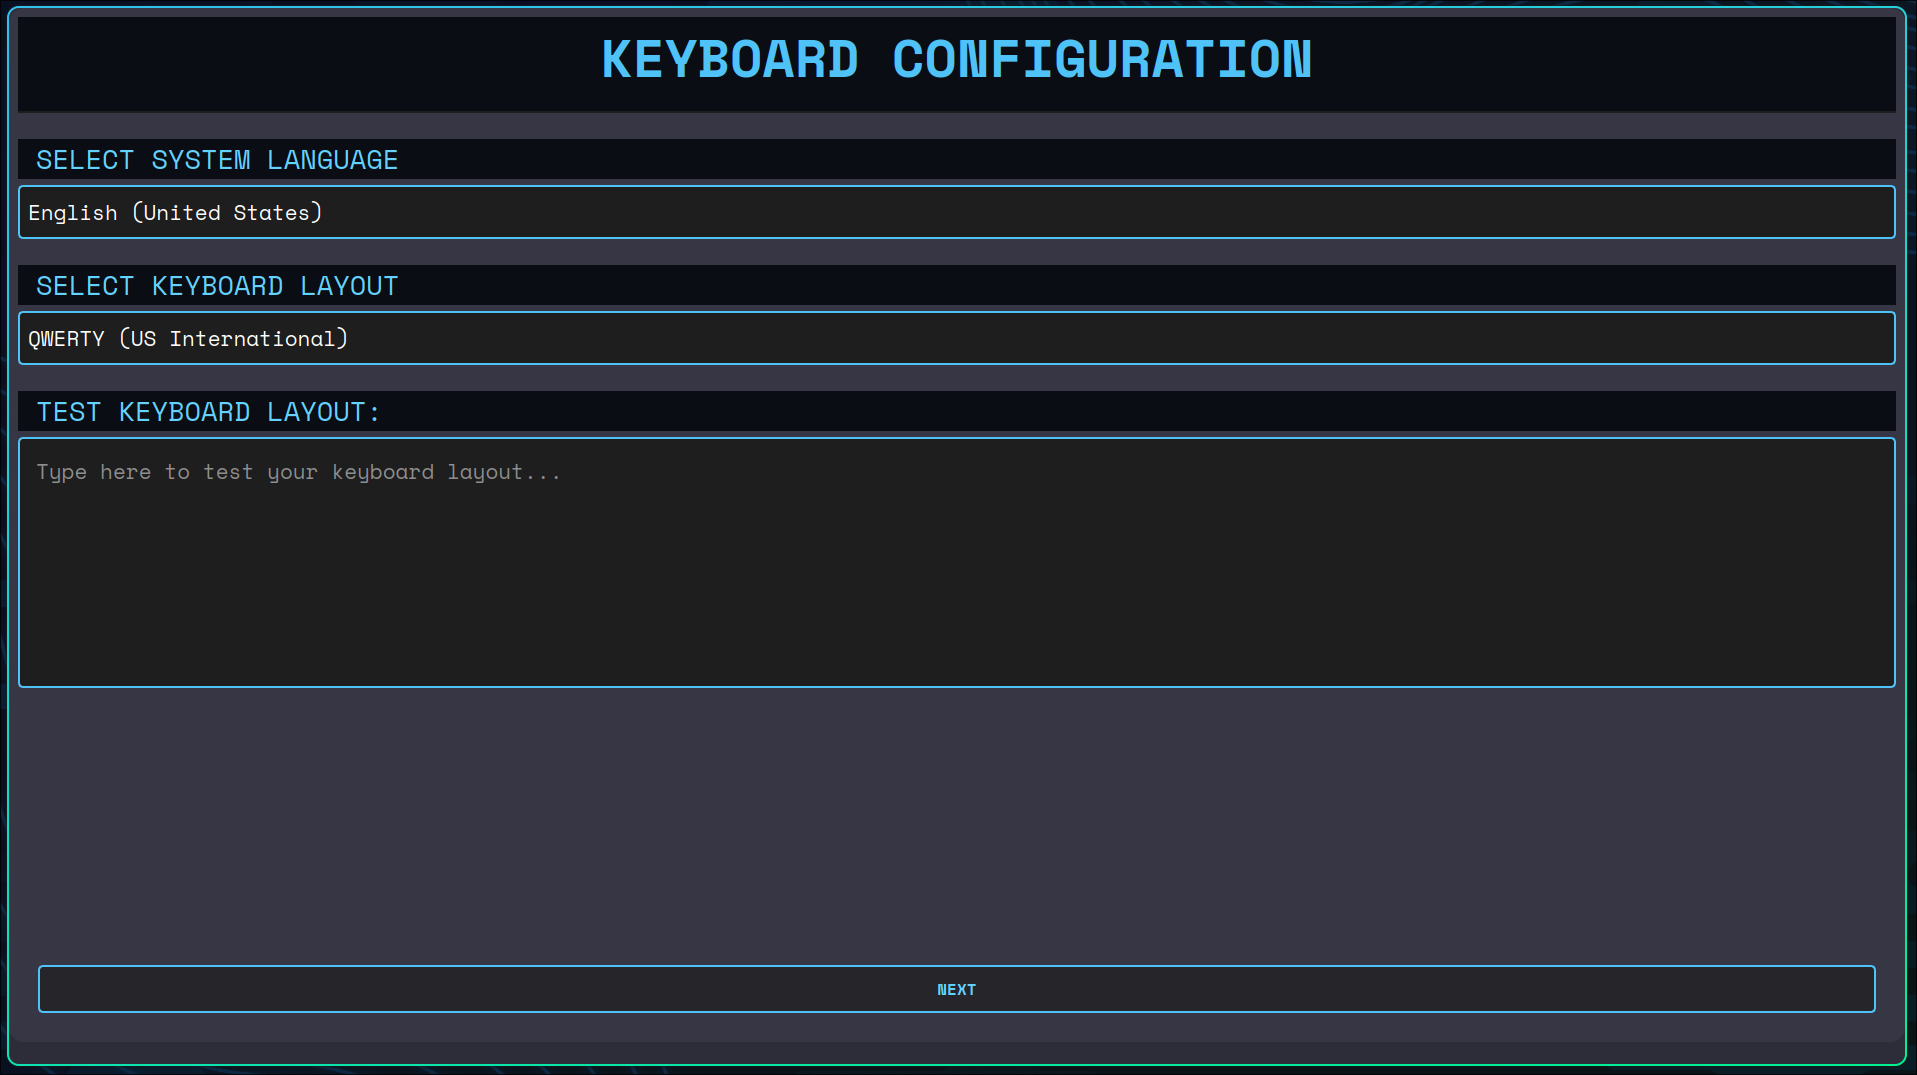 KEYBOARD CONFIGURATION
SELECT SYSTEM LANGUAGE
English (United States)
SELECT KEYBOARD LAYOUT
QWERTY (US International)
TEST KEYBOARD LAYOUT:
Type here to test your keyboard layout...
NEXT